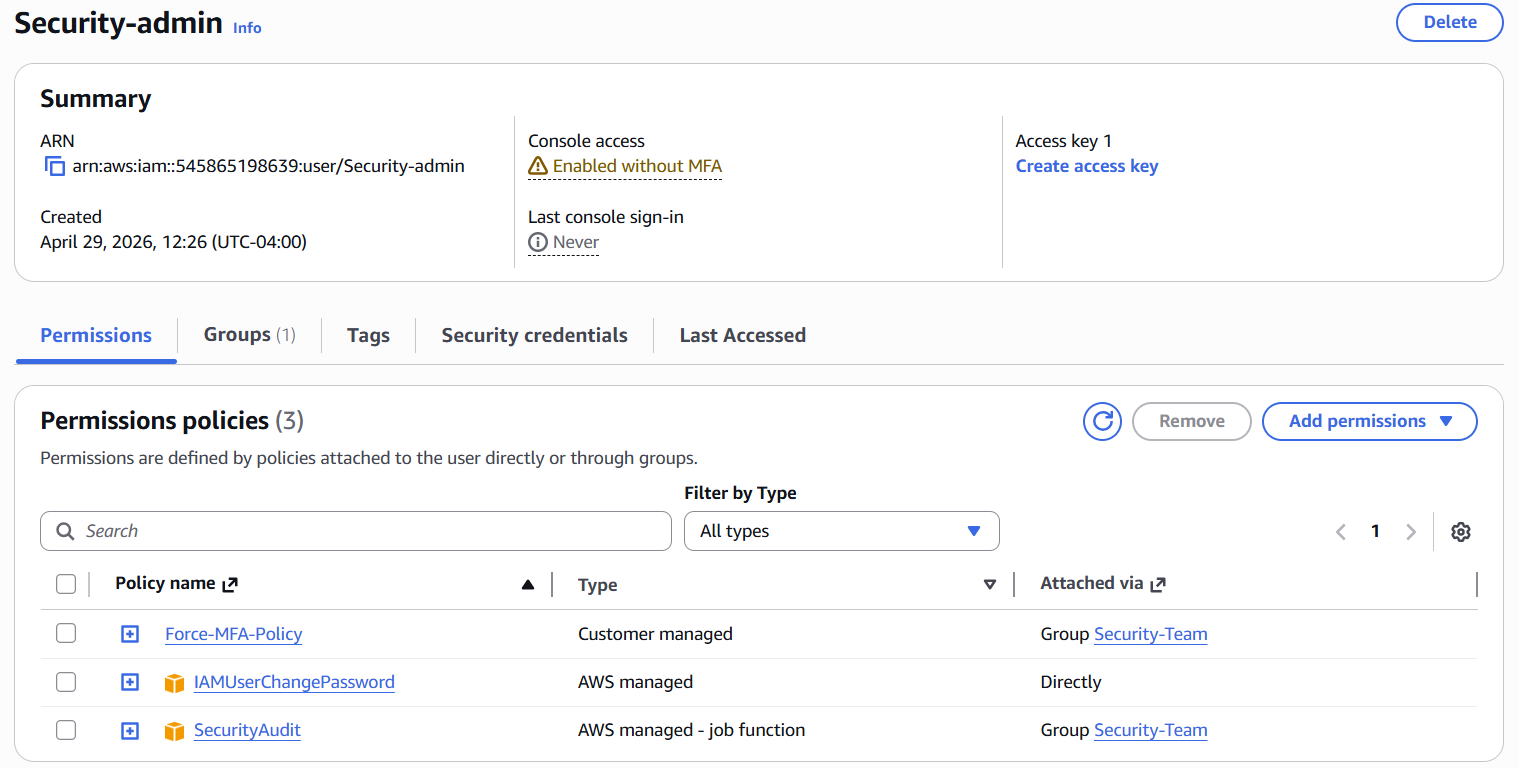 Security-admin Info
Delete
Summary
ARN
arn:aws:iam::545865198639:user/Security-admin
Created
April 29, 2026, 12:26 (UTC-04:00)
Console access
Enabled without MFA
Last console sign-in
Never
Access key 1
Create access key
Permissions
Groups (1)
Tags
Security credentials
Last Accessed
Permissions policies (3)
Permissions are defined by policies attached to the user directly or through groups.
Remove
Add permissions
Filter by Type
Search
All types
1
Policy name Type Attached via
Force-MFA-Policy Customer managed Group Security-Team
IAMUserChangePassword AWS managed Directly
SecurityAudit AWS managed - job function Group Security-Team